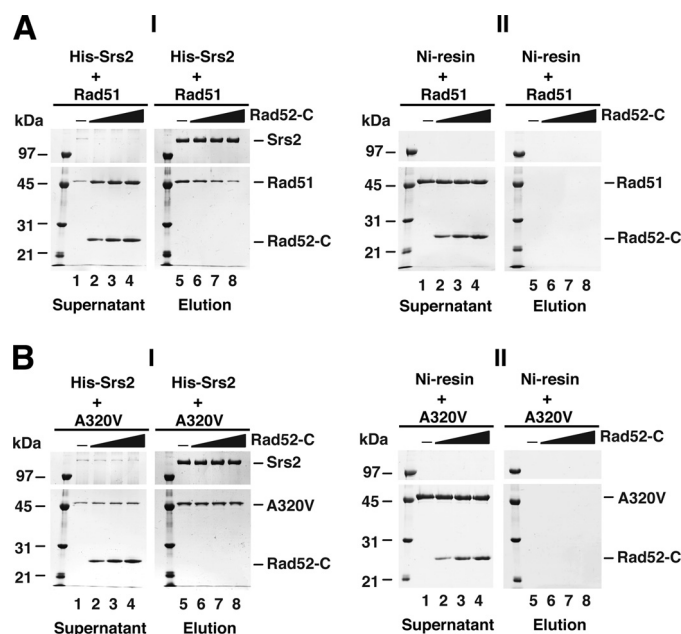 A
I
His-Srs2
+
Rad51
His-Srs2
+
Rad51
Rad52-C
kDa
97
45
31
21
Srs2
Rad51
Rad52-C
1 2 3 4
5 6 7 8
Supernatant
Elution
II
Ni-resin
+
Rad51
Ni-resin
+
Rad51
Rad52-C
kDa
97
45
31
21
Rad51
Rad52-C
1 2 3 4
5 6 7 8
Supernatant
Elution
B
I
His-Srs2
+
A320V
His-Srs2
+
A320V
Rad52-C
kDa
97
45
31
21
Srs2
A320V
Rad52-C
1 2 3 4
5 6 7 8
Supernatant
Elution
II
Ni-resin
+
A320V
Ni-resin
+
A320V
Rad52-C
kDa
97
45
31
21
A320V
Rad52-C
1 2 3 4
5 6 7 8
Supernatant
Elution